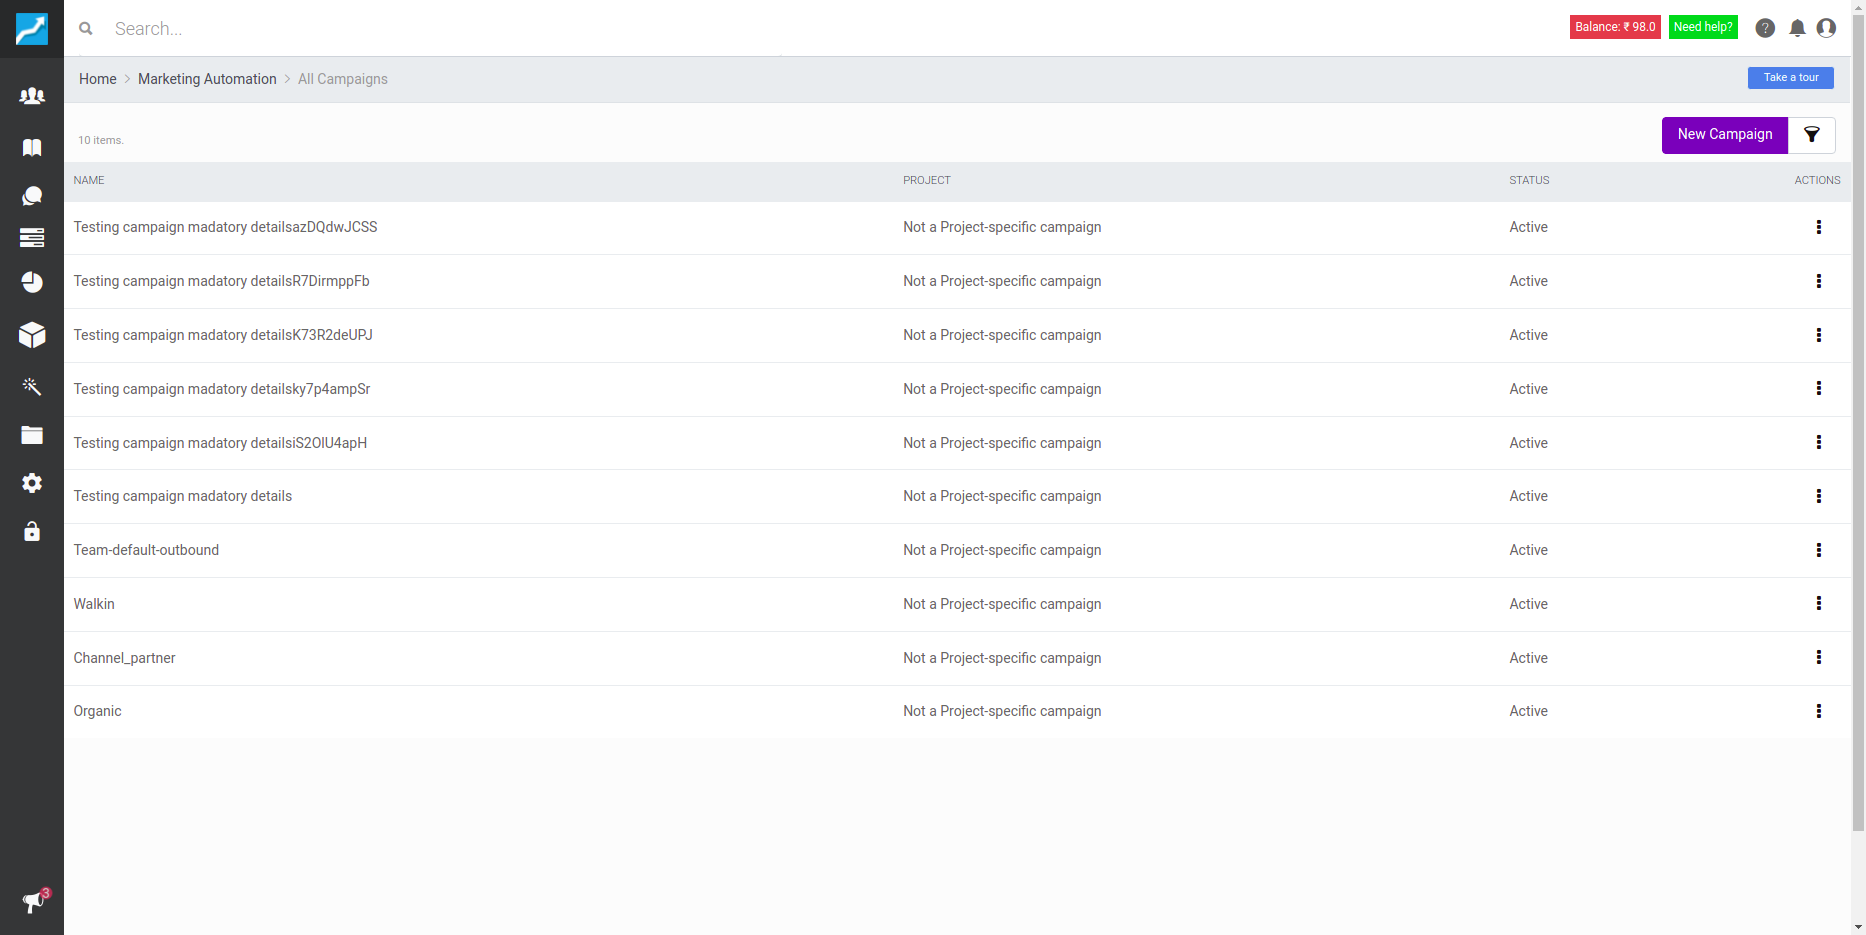 Search...
Balance: ₹ 98.0
Need help?
Home > Marketing Automation > All Campaigns
Take a tour
10 items.
New Campaign
NAME PROJECT STATUS ACTIONS
Testing campaign madatory detailsazDQdwJCSS Not a Project-specific campaign Active
Testing campaign madatory detailsR7DirmppFb Not a Project-specific campaign Active
Testing campaign madatory detailsK73R2deUPJ Not a Project-specific campaign Active
Testing campaign madatory detailsky7p4ampSr Not a Project-specific campaign Active
Testing campaign madatory detailsiS2OIU4apH Not a Project-specific campaign Active
Testing campaign madatory details Not a Project-specific campaign Active
Team-default-outbound Not a Project-specific campaign Active
Walkin Not a Project-specific campaign Active
Channel_partner Not a Project-specific campaign Active
Organic Not a Project-specific campaign Active
3